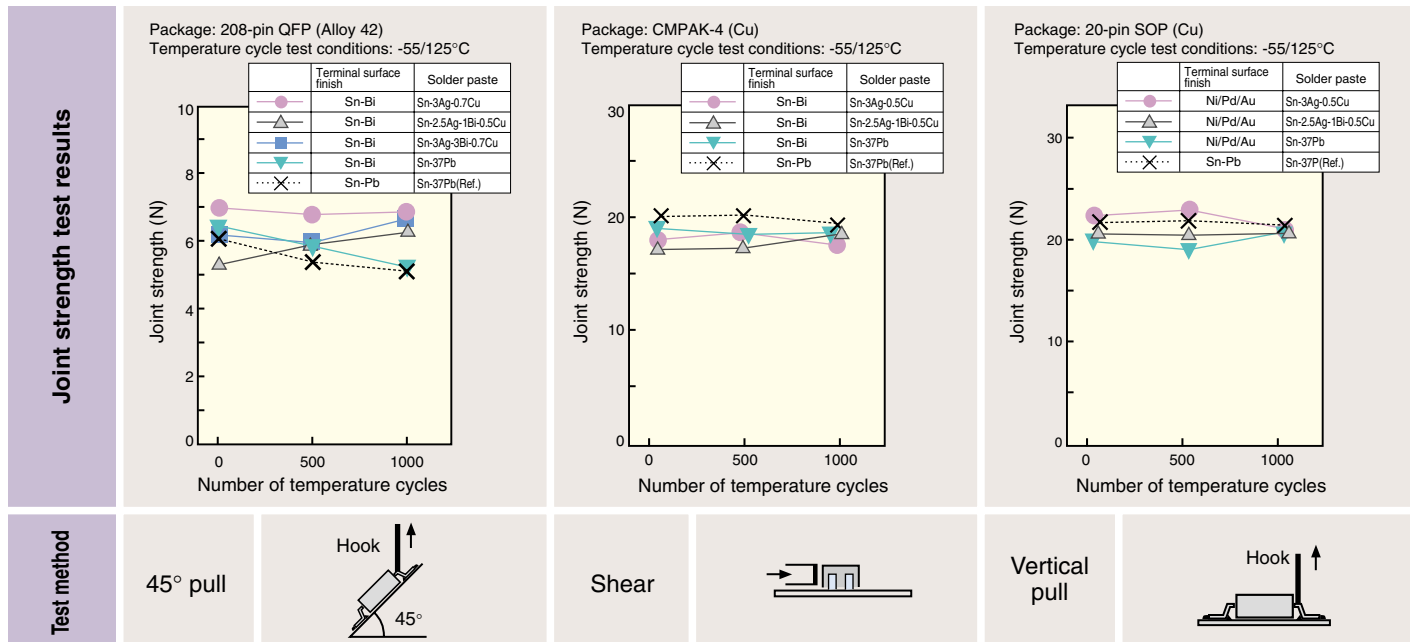 Joint strength test results
Package: 208-pin QFP (Alloy 42)
Temperature cycle test conditions: -55/125°C
Terminal surface finish Solder paste
Sn-Bi Sn-3Ag-0.7Cu
Sn-Bi Sn-2.5Ag-1Bi-0.5Cu
Sn-Bi Sn-3Ag-3Bi-0.7Cu
Sn-Bi Sn-37Pb
Sn-Pb Sn-37Pb(Ref.)
Joint strength (N)
10
8
6
4
2
0
0 500 1000
Number of temperature cycles
Package: CMPAK-4 (Cu)
Temperature cycle test conditions: -55/125°C
Terminal surface finish Solder paste
Sn-Bi Sn-3Ag-0.5Cu
Sn-Bi Sn-2.5Ag-1Bi-0.5Cu
Sn-Bi Sn-37Pb
Sn-Pb Sn-37Pb(Ref.)
Joint strength (N)
30
20
10
0
0 500 1000
Number of temperature cycles
Package: 20-pin SOP (Cu)
Temperature cycle test conditions: -55/125°C
Terminal surface finish Solder paste
Ni/Pd/Au Sn-3Ag-0.5Cu
Ni/Pd/Au Sn-2.5Ag-1Bi-0.5Cu
Ni/Pd/Au Sn-37Pb
Sn-Pb Sn-37P(Ref.)
Joint strength (N)
30
20
10
0
0 500 1000
Number of temperature cycles
Test method
45° pull
Hook
45°
Shear
Vertical
pull
Hook